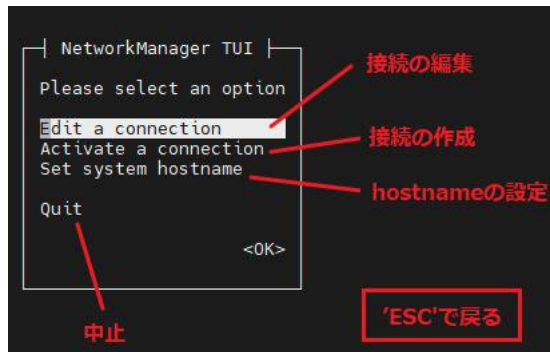 NetworkManager TUI
Please select an option
接続の編集
Edit a connection
Activate a connection
接続の作成
Set system hostname
hostnameの設定
Quit
<OK>
中止
'ESC'で戻る